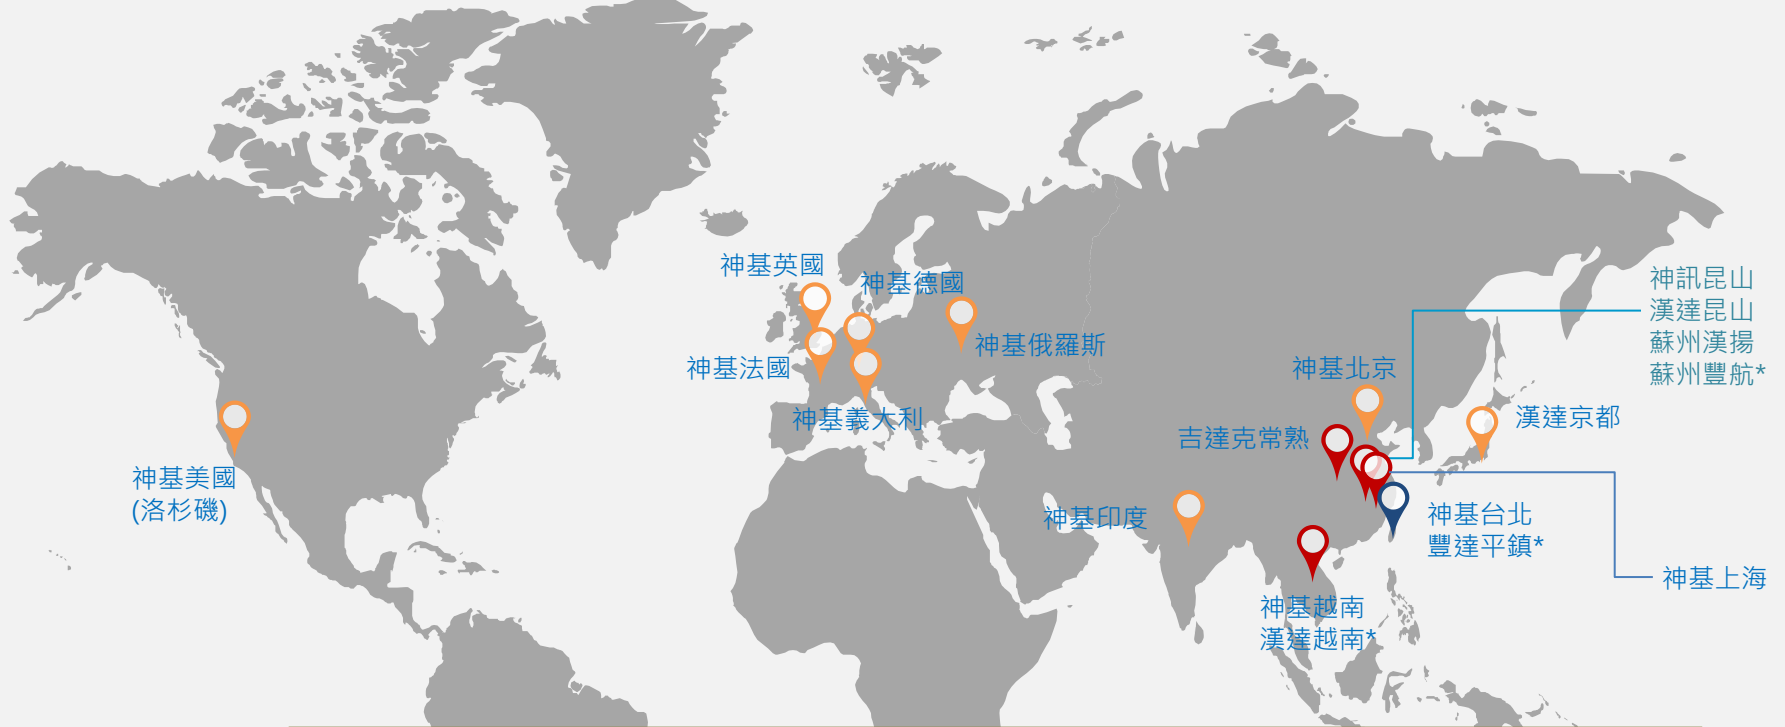 神基英國
神基德國
神基俄羅斯
神基法國
神基義大利
神基美國
(洛杉磯)
神訊昆山
漢達昆山
蘇州漢揚
蘇州豐航*
神基北京
漢達京都
吉達克常熟
神基印度
神基台北
豐達平鎮*
神基上海
神基越南
漢達越南*